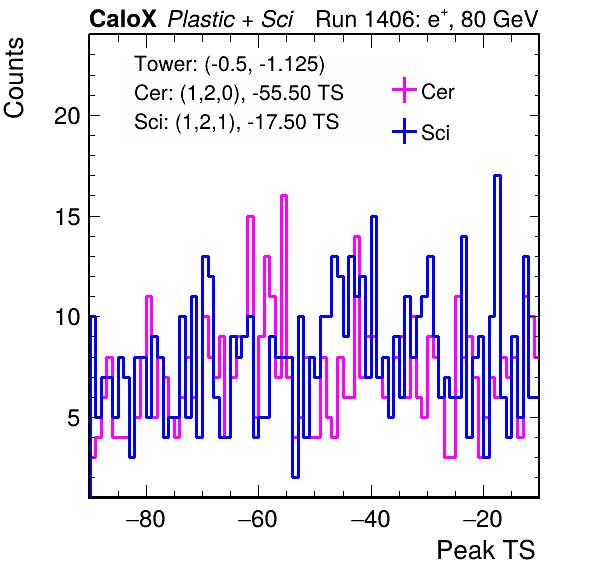 CaloX Plastic + Sci Run 1406: e⁺, 80 GeV
Tower: (-0.5, -1.125)
Cer: (1,2,0), -55.50 TS
Sci: (1,2,1), -17.50 TS
Cer
Sci
Counts
20
15
10
5
−80 −60 −40 −20
Peak TS